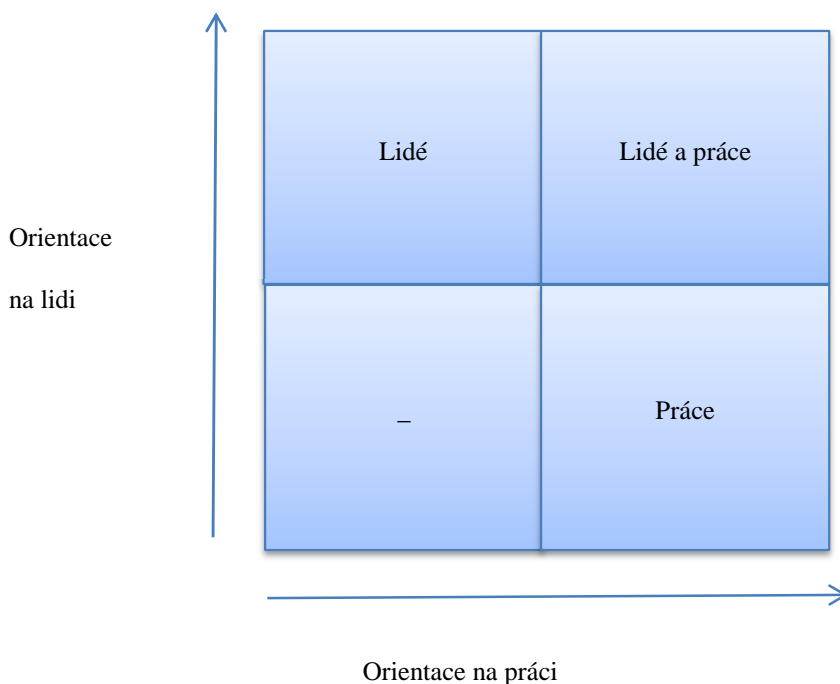 Lidé
Lidé a práce
Orientace
na lidi
_
Práce
Orientace na práci